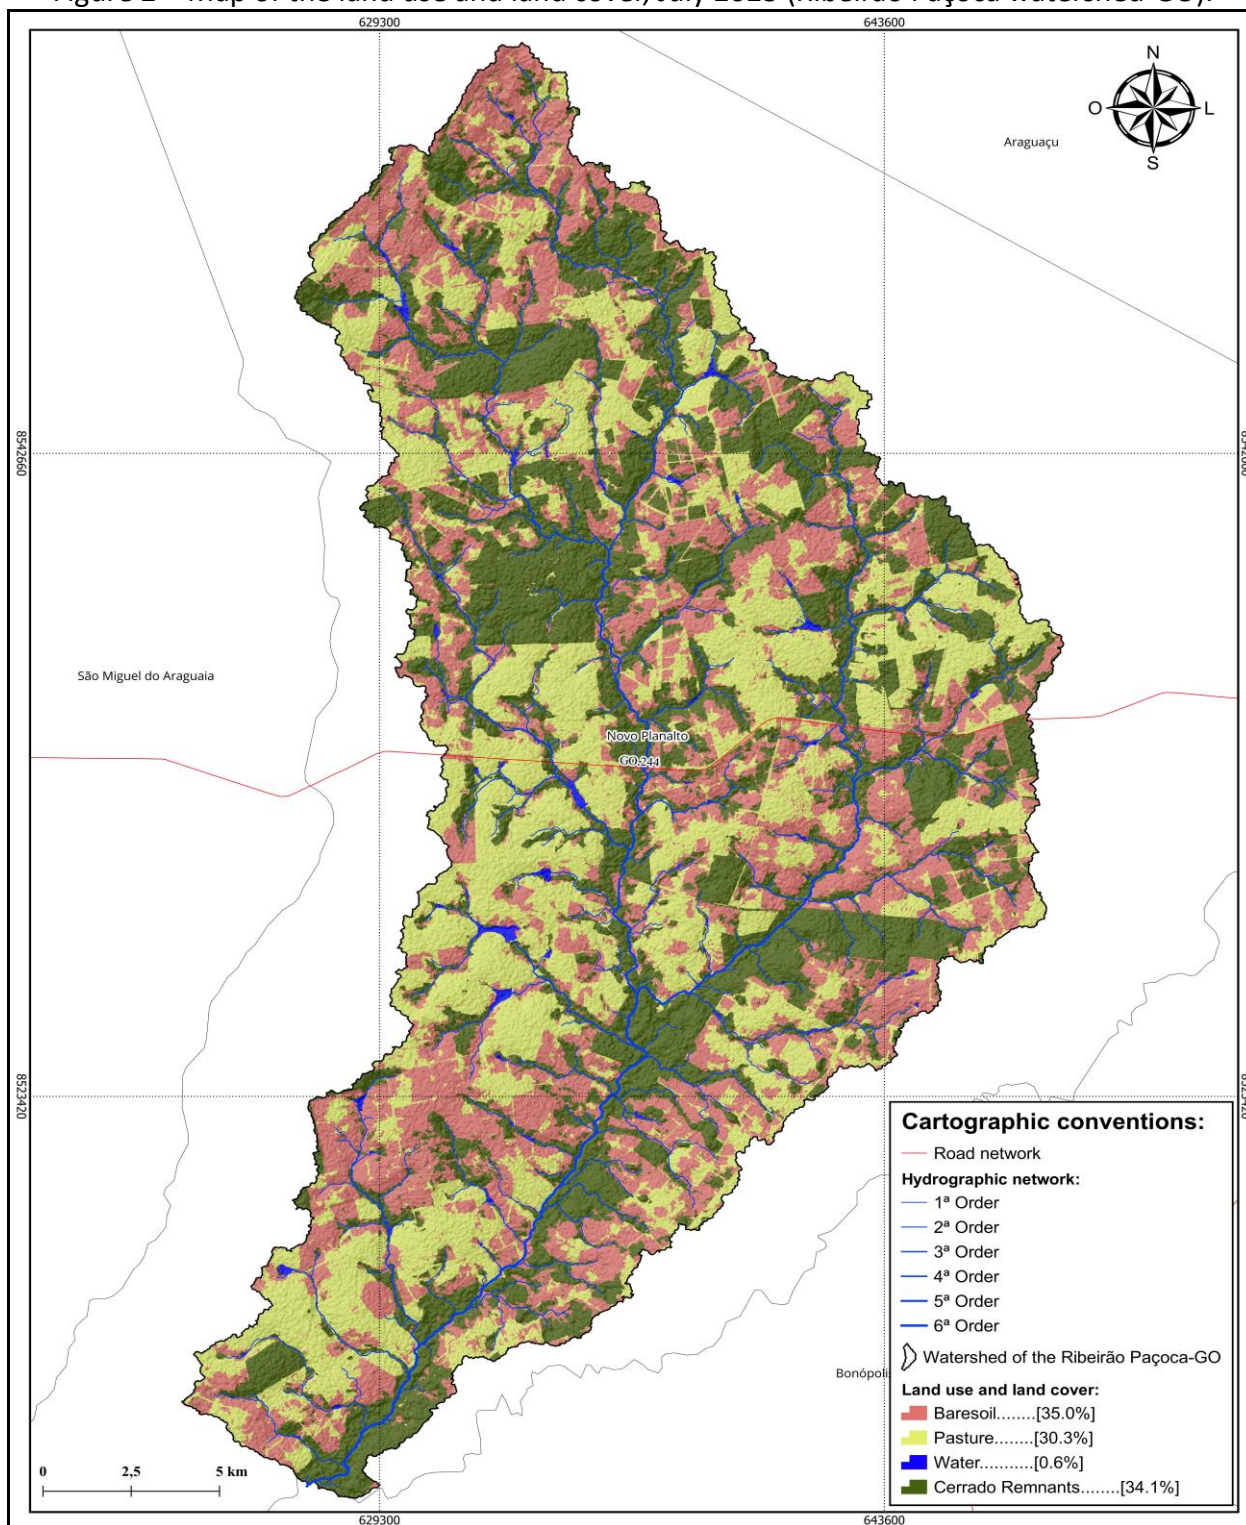 629300
643600
N
O
L
S
Araguaçu
8542660
São Miguel do Araguaia
Novo Planalto
GO.244
8523420
Cartographic conventions:
Road network
Hydrographic network:
1ª Order
2ª Order
3ª Order
4ª Order
5ª Order
6ª Order
Watershed of the Ribeirão Paçoca-GO
Bonópolis
Land use and land cover:
Baresoil........[35.0%]
Pasture........[30.3%]
Water...........[0.6%]
Cerrado Remnants........[34.1%]
0 2,5 5 km
629300
643600